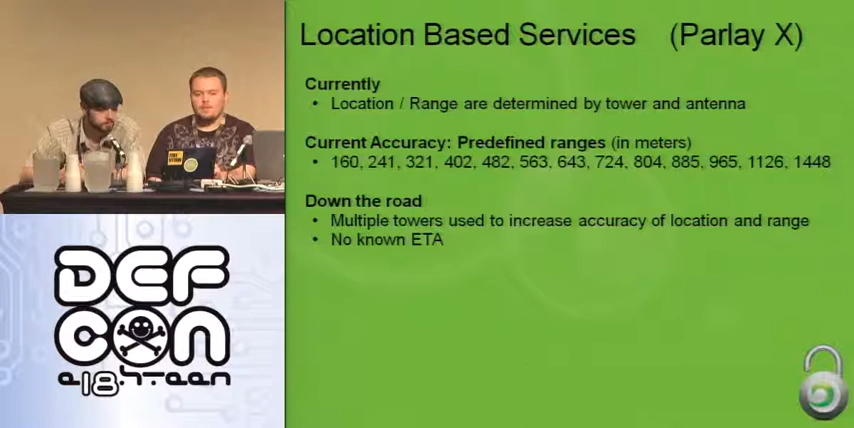 Location Based Services (Parlay X)
Currently
• Location / Range are determined by tower and antenna
Current Accuracy: Predefined ranges (in meters)
• 160, 241, 321, 402, 482, 563, 643, 724, 804, 885, 965, 1126, 1448
Down the road
• Multiple towers used to increase accuracy of location and range
• No known ETA
DEF
CON
e18hteen